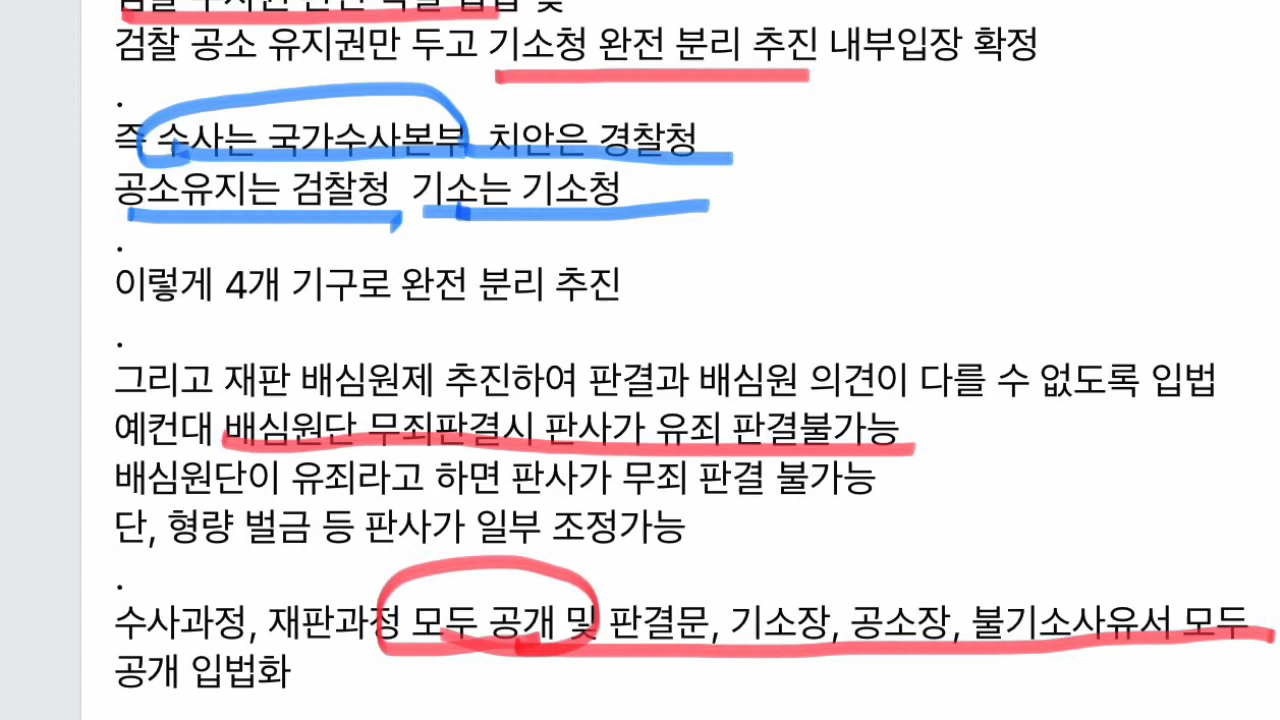 검찰 공소 유지권만 두고 기소청 완전 분리 추진 내부입장 확정
.
즉 수사는 국가수사본부 치안은 경찰청
공소유지는 검찰청 기소는 기소청
.
이렇게 4개 기구로 완전 분리 추진
.
그리고 재판 배심원제 추진하여 판결과 배심원 의견이 다를 수 없도록 입법
예컨대 배심원단 무죄판결시 판사가 유죄 판결불가능
배심원단이 유죄라고 하면 판사가 무죄 판결 불가능
단, 형량 벌금 등 판사가 일부 조정가능
.
수사과정, 재판과정 모두 공개 및 판결문, 기소장, 공소장, 불기소사유서 모두
공개 입법화